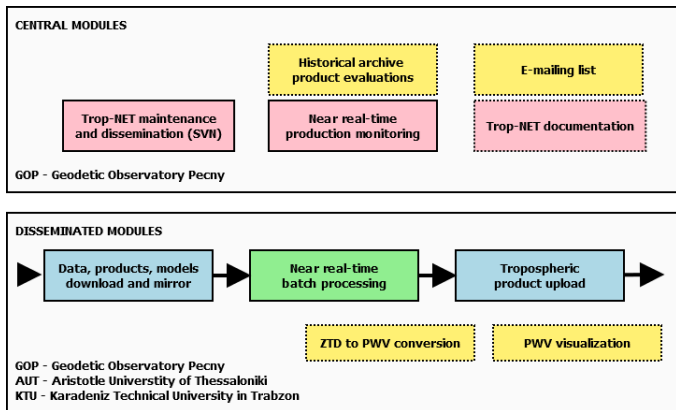 CENTRAL MODULES
Historical archive
product evaluations
E-mailing list
Trop-NET maintenance
and dissemination (SVN)
Near real-time
production monitoring
Trop-NET documentation
GOP - Geodetic Observatory Pecny
DISSEMINATED MODULES
Data, products, models
download and mirror
Near real-time
batch processing
Tropospheric
product upload
ZTD to PWV conversion
PWV visualization
GOP - Geodetic Observatory Pecny
AUT - Aristotle Universtity of Thessaloniki
KTU - Karadeniz Technical University in Trabzon